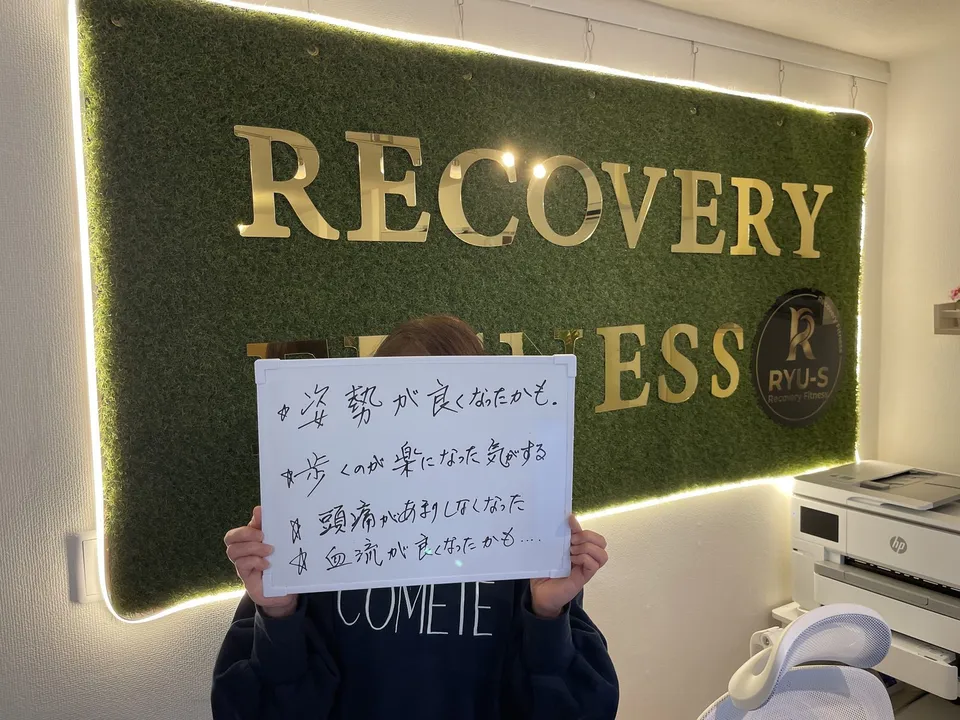 RECOVERY
NESS
R
RYU-S
Recovery Fitness
☆ 姿勢が良くなったかも。
☆ 歩くのが楽になった気がする
☆ 頭痛があまりしなくなった
☆ 血流が良くなったかも....
COMETE
hp